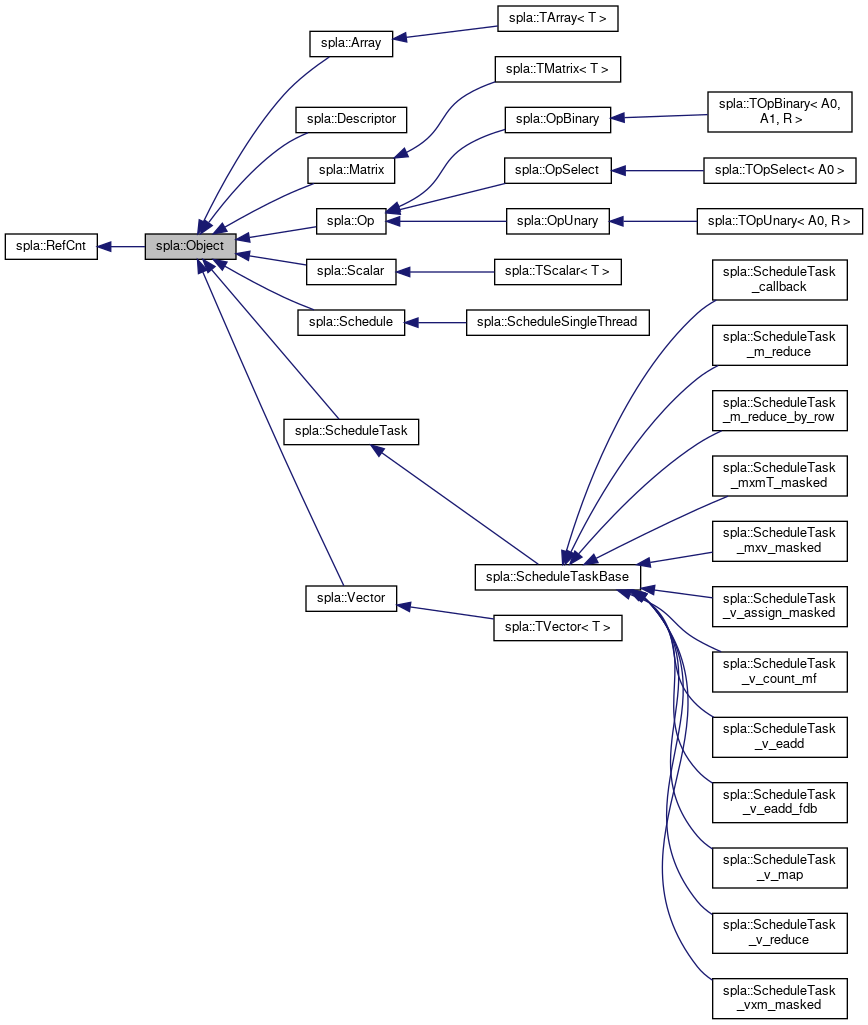 spla::TArray< T >
spla::Array
spla::TMatrix< T >
spla::Descriptor
spla::OpBinary
spla::TOpBinary< A0,
A1, R >
spla::Matrix
spla::OpSelect
spla::TOpSelect< A0 >
spla::Op
spla::OpUnary
spla::TOpUnary< A0, R >
spla::RefCnt
spla::Object
spla::Scalar
spla::TScalar< T >
spla::ScheduleTask
_callback
spla::Schedule
spla::ScheduleSingleThread
spla::ScheduleTask
_m_reduce
spla::ScheduleTask
_m_reduce_by_row
spla::ScheduleTask
spla::ScheduleTask
_mxmT_masked
spla::ScheduleTask
_mxv_masked
spla::ScheduleTaskBase
spla::Vector
spla::ScheduleTask
_v_assign_masked
spla::TVector< T >
spla::ScheduleTask
_v_count_mf
spla::ScheduleTask
_v_eadd
spla::ScheduleTask
_v_eadd_fdb
spla::ScheduleTask
_v_map
spla::ScheduleTask
_v_reduce
spla::ScheduleTask
_vxm_masked